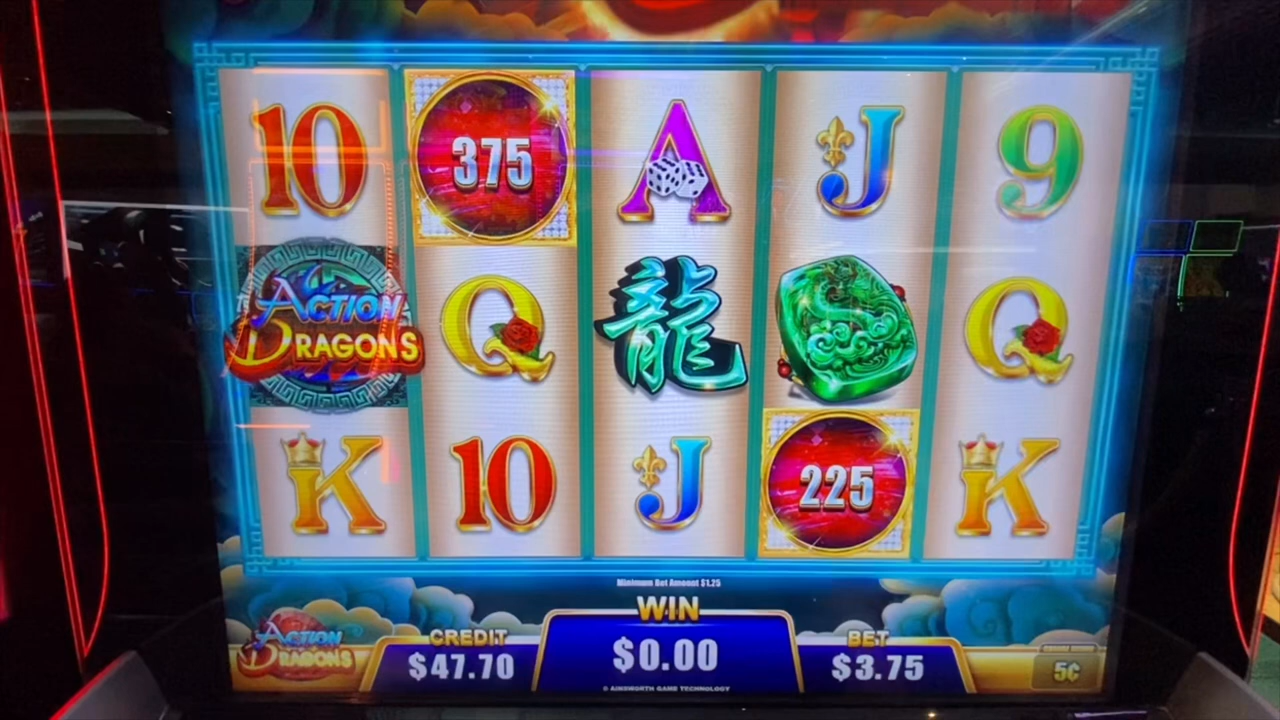 10 375 A J 9
ACTION
DRAGONS
Q 龍 Q
K 10 J 225 K
Minimum Bet Amount $1.25
WIN
$0.00
CREDIT
$47.70
BET
$3.75
ACTION
DRAGONS
5¢
© AINSWORTH GAME TECHNOLOGY